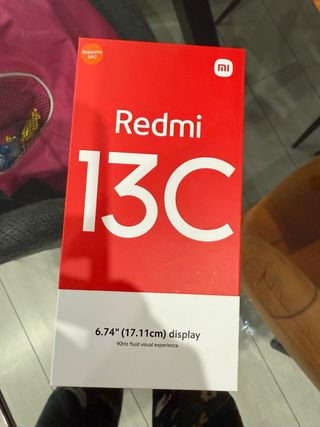 Supports
NFC
mi
Redmi
13C
6.74" (17.11cm) display
90Hz fluid visual experience